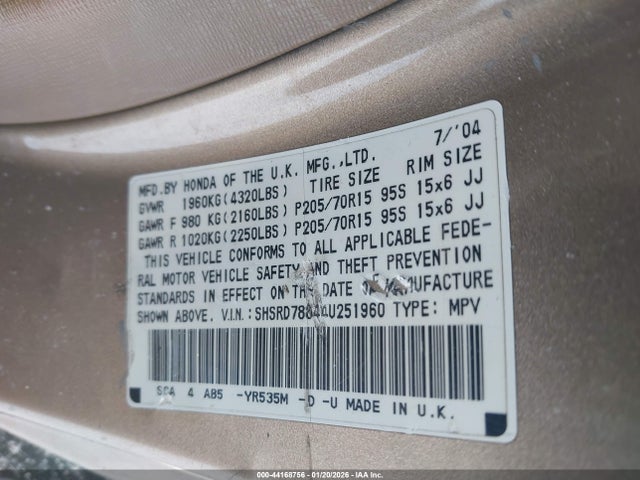 MFD.BY HONDA OF THE U.K. MFG.,LTD. 7/'04
GVWR 1960KG(4320LBS) TIRE SIZE RIM SIZE
GAWR F 980 KG(2160LBS) P205/70R15 95S 15x6 JJ
GAWR R 1020KG(2250LBS) P205/70R15 95S 15x6 JJ
THIS VEHICLE CONFORMS TO ALL APPLICABLE FEDE-
RAL MOTOR VEHICLE SAFETY AND THEFT PREVENTION
STANDARDS IN EFFECT ON THE DATE OF MANUFACTURE
SHOWN ABOVE. V.I.N.: TYPE: MPV
SCA 4 AB5 -YR535M -D -U MADE IN U.K.
000-44168756 | 01/20/2026 | IAAI.CA